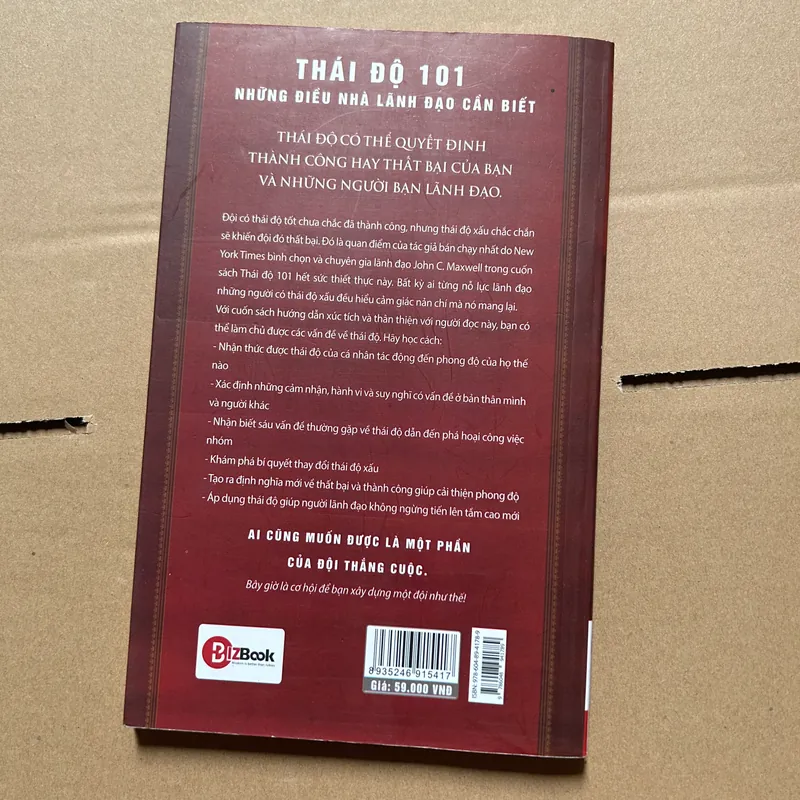 THÁI ĐỘ 101
NHỮNG ĐIỀU NHÀ LÃNH ĐẠO CẦN BIẾT
THÁI ĐỘ CÓ THỂ QUYẾT ĐỊNH
THÀNH CÔNG HAY THẤT BẠI CỦA BẠN
VÀ NHỮNG NGƯỜI BẠN LÃNH ĐẠO.
Đội có thái độ tốt chưa chắc đã thành công, nhưng thái độ xấu chắc chắn
sẽ khiến đội đó thất bại. Đó là quan điểm của tác giả bán chạy nhất do New
York Times bình chọn và chuyên gia lãnh đạo John C. Maxwell trong cuốn
sách Thái độ 101 hết sức thiết thực này. Bất kỳ ai từng nỗ lực lãnh đạo
những người có thái độ xấu đều hiểu cảm giác nản chí mà nó mang lại.
Với cuốn sách hướng dẫn xúc tích và thân thiện với người đọc này, bạn có
thể làm chủ được các vấn đề về thái độ. Hãy học cách:
- Nhận thức được thái độ của cá nhân tác động đến phong độ của họ thế
nào
- Xác định những cảm nhận, hành vi và suy nghĩ có vấn đề ở bản thân mình
và người khác
- Nhận biết sáu vấn đề thường gặp về thái độ dẫn đến phá hoại công việc
nhóm
- Khám phá bí quyết thay đổi thái độ xấu
- Tạo ra định nghĩa mới về thất bại và thành công giúp cải thiện phong độ
- Áp dụng thái độ giúp người lãnh đạo không ngừng tiến lên tầm cao mới
AI CŨNG MUỐN ĐƯỢC LÀ MỘT PHẦN
CỦA ĐỘI THẮNG CUỘC.
Bây giờ là cơ hội để bạn xây dựng một đội như thế!
BIZBook
8 935246 915417
Giá: 59.000 VNĐ
ISBN: 978-604-89-4178-9